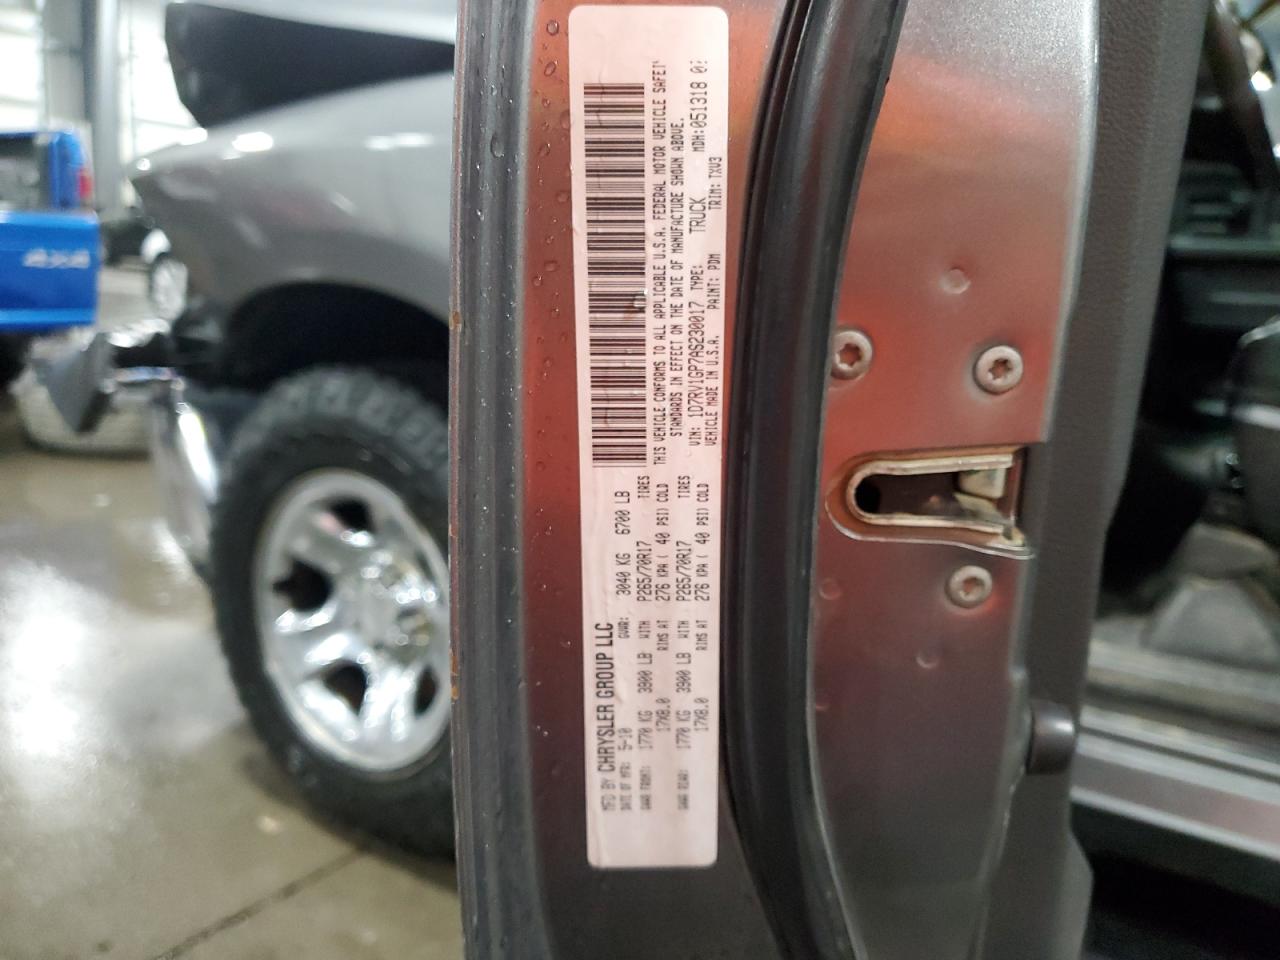 MFD BY CHRYSLER GROUP LLC
DATE OF MFR: 5-10 GVWR: 3040 KG 6700 LB
GAWR FRONT: 1770 KG 3900 LB WITH P265/70R17 TIRES
17X8.0 RIMS AT 276 KPA ( 40 PSI) COLD
GAWR REAR: 1770 KG 3900 LB WITH P265/70R17 TIRES
17X8.0 RIMS AT 276 KPA ( 40 PSI) COLD
THIS VEHICLE CONFORMS TO ALL APPLICABLE U.S.A. FEDERAL MOTOR VEHICLE SAFETY
STANDARDS IN EFFECT ON THE DATE OF MANUFACTURE SHOWN ABOVE.
VIN: 1D7RV1GP7AS230017 TYPE: TRUCK MDH: 051318
VEHICLE MADE IN U.S.A. PAINT: PDM TRIM: TXV3
4X4